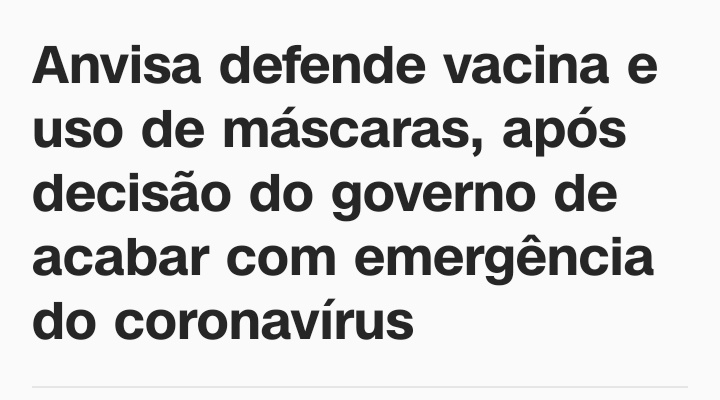 Anvisa defende vacina e
uso de máscaras, após
decisão do governo de
acabar com emergência
do coronavírus